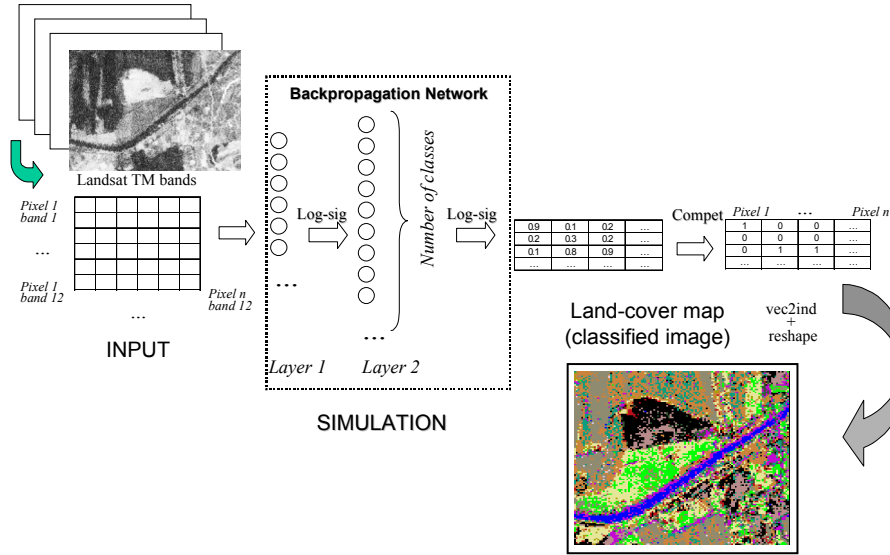 Backpropagation Network
Landsat TM bands
Pixel 1
band 1
...
Pixel 1
band 12
...
Pixel n
band 12
INPUT
Log-sig
...
Layer 1
...
Layer 2
Number of classes
SIMULATION
Log-sig
0.9 0.1 0.2 ...
0.2 0.3 0.2 ...
0.1 0.8 0.9 ...
... ... ... ...
Compet
Pixel 1 ... Pixel n
1 0 0 ...
0 0 0 ...
0 1 1 ...
... ... ... ...
vec2ind
+
reshape
Land-cover map
(classified image)